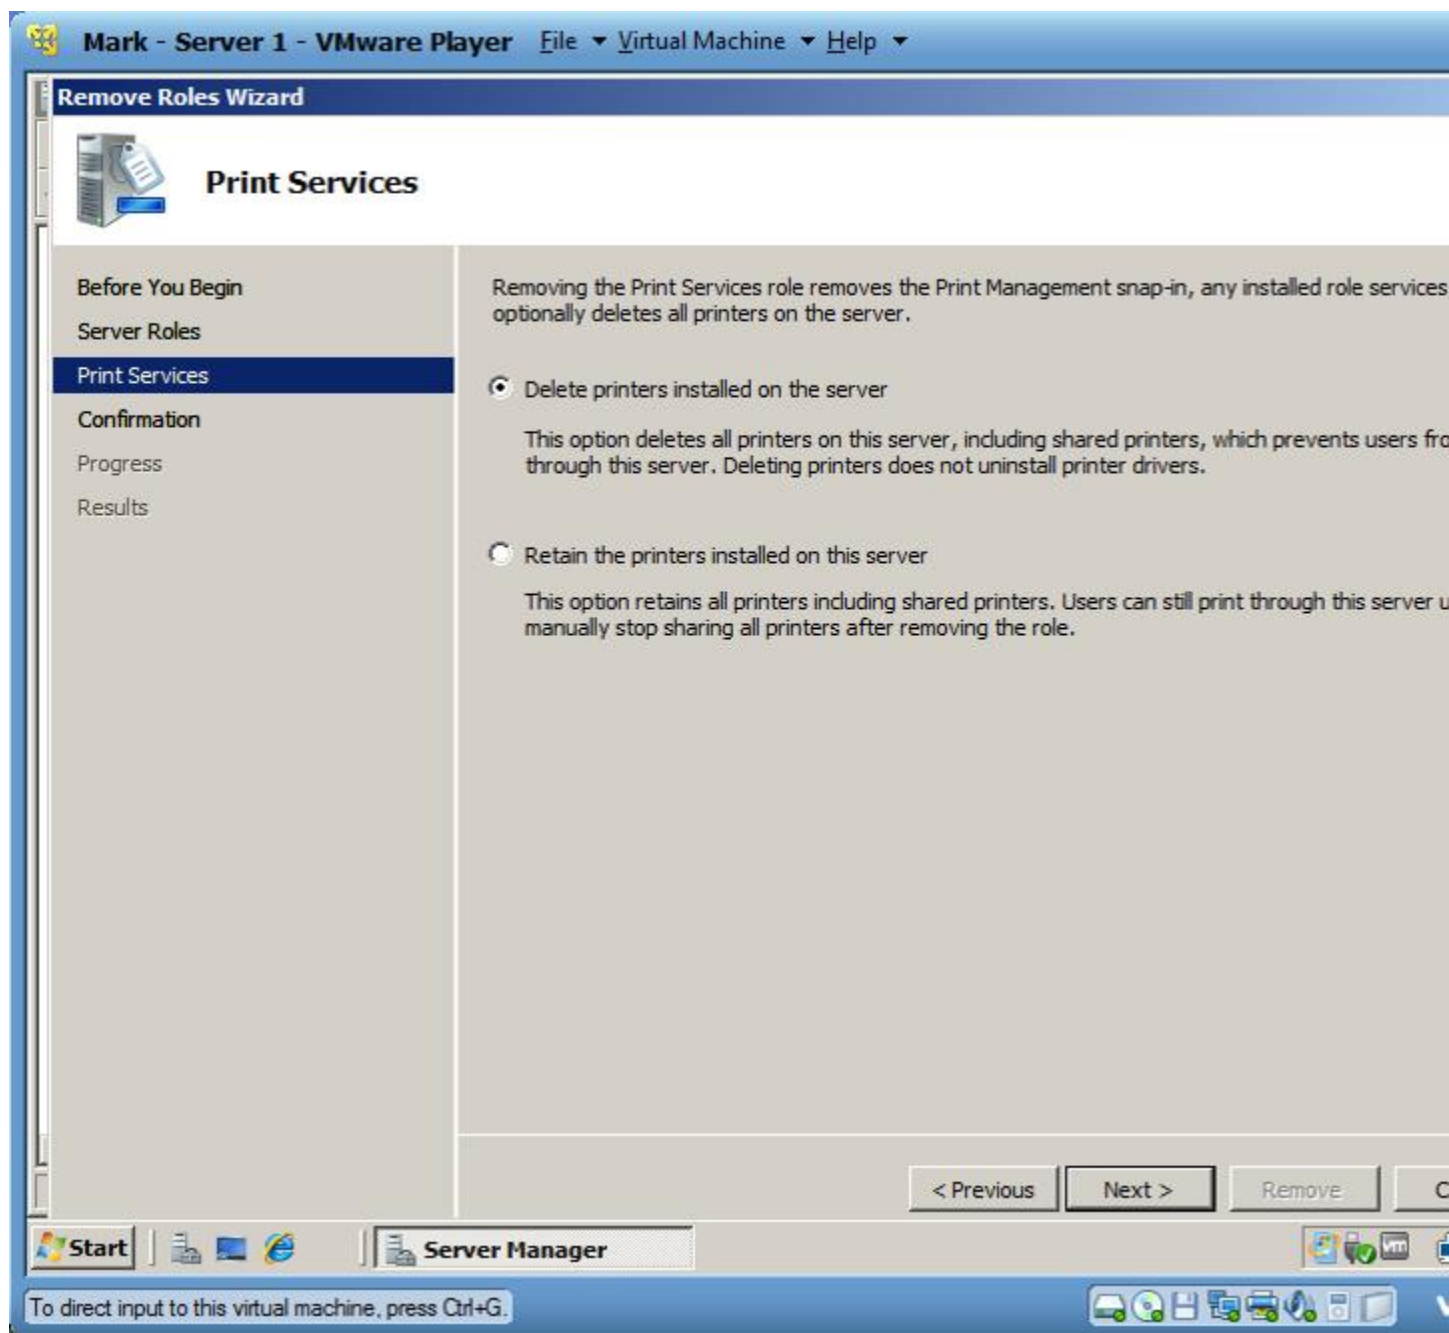 Mark - Server 1 - VMware Player File Virtual Machine Help
Remove Roles Wizard
Print Services
Before You Begin
Server Roles
Print Services
Confirmation
Progress
Results
Removing the Print Services role removes the Print Management snap-in, any installed role services
optionally deletes all printers on the server.
Delete printers installed on the server
This option deletes all printers on this server, including shared printers, which prevents users
through this server. Deleting printers does not uninstall printer drivers.
Retain the printers installed on this server
This option retains all printers including shared printers. Users can still print through this server
manually stop sharing all printers after removing the role.
< Previous Next > Remove
Start Server Manager vm
To direct input to this virtual machine, press Ctrl+G.